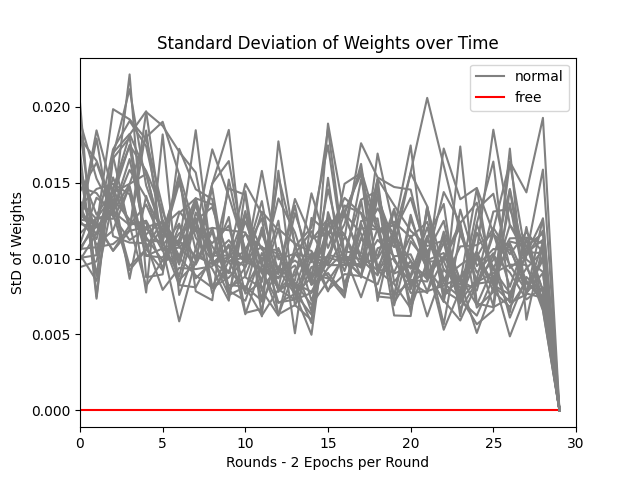 Standard Deviation of Weights over Time
normal
free
StD of Weights
0.020
0.015
0.010
0.005
0.000
0 5 10 15 20 25 30
Rounds - 2 Epochs per Round